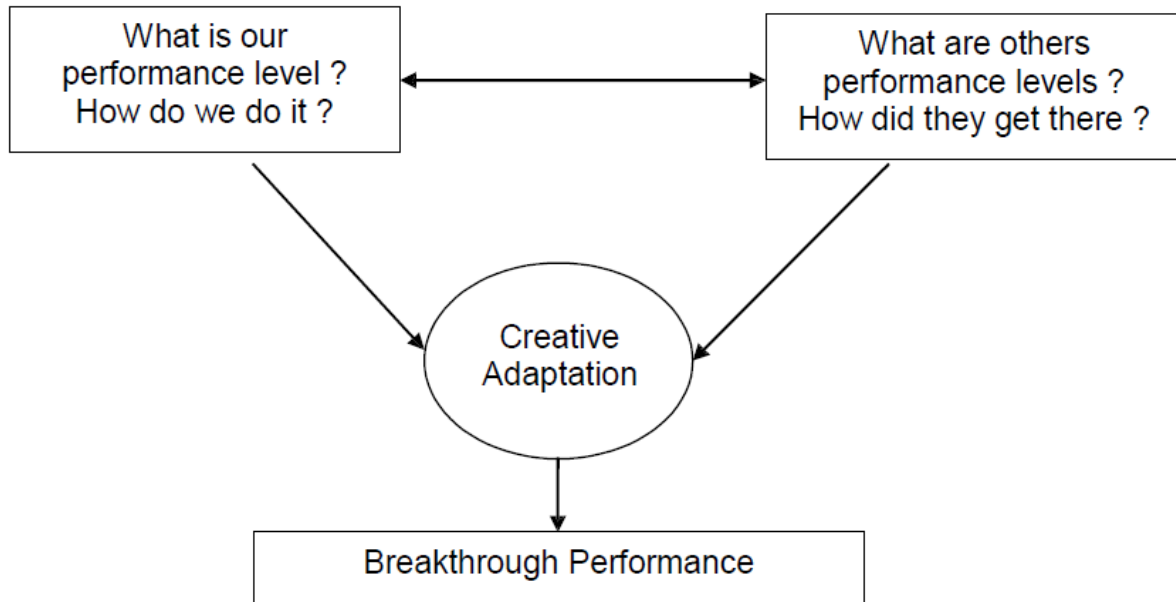 What is our
performance level ?
How do we do it ?
What are others
performance levels ?
How did they get there ?
Creative
Adaptation
Breakthrough Performance